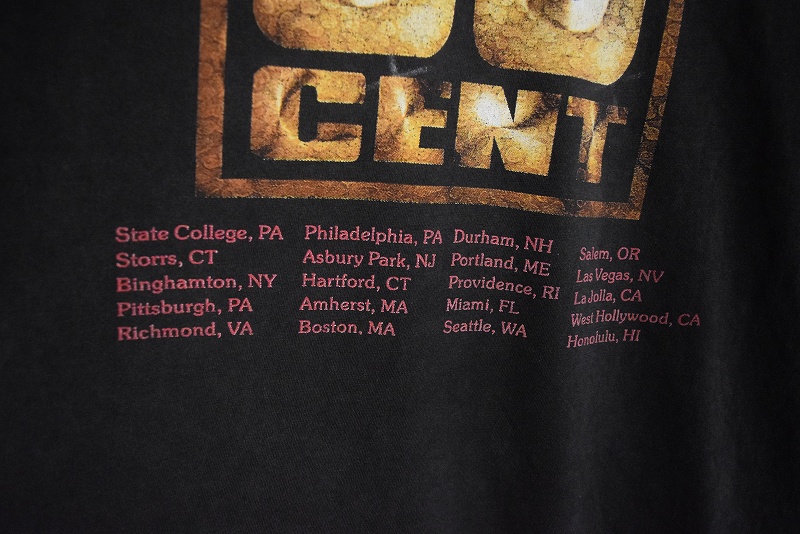 50
CENT
State College, PA
Storrs, CT
Binghamton, NY
Pittsburgh, PA
Richmond, VA
Philadelphia, PA
Asbury Park, NJ
Hartford, CT
Amherst, MA
Boston, MA
Durham, NH
Portland, ME
Providence, RI
Miami, FL
Seattle, WA
Salem, OR
Las Vegas, NV
La Jolla, CA
West Hollywood, CA
Honolulu, HI